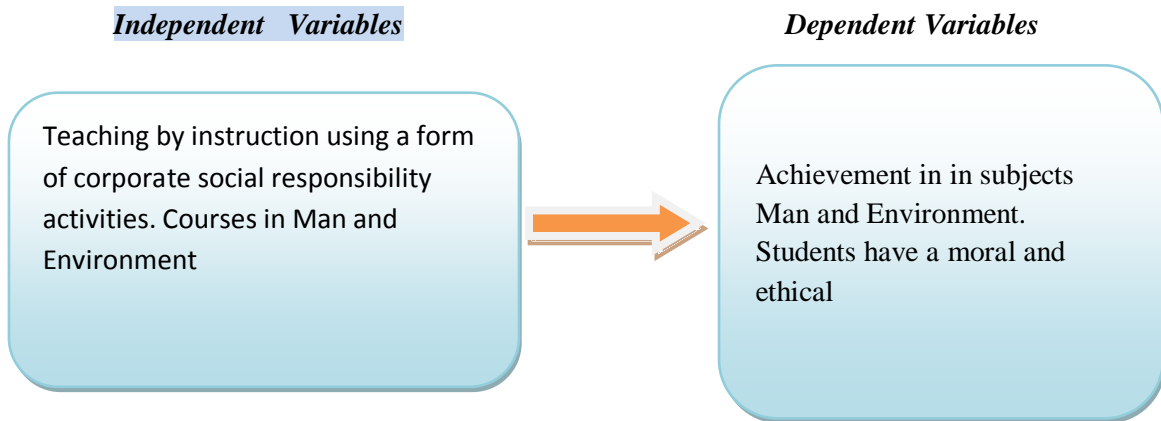 Independent Variables
Dependent Variables
Teaching by instruction using a form
of corporate social responsibility
activities. Courses in Man and
Environment
Achievement in in subjects
Man and Environment.
Students have a moral and
ethical